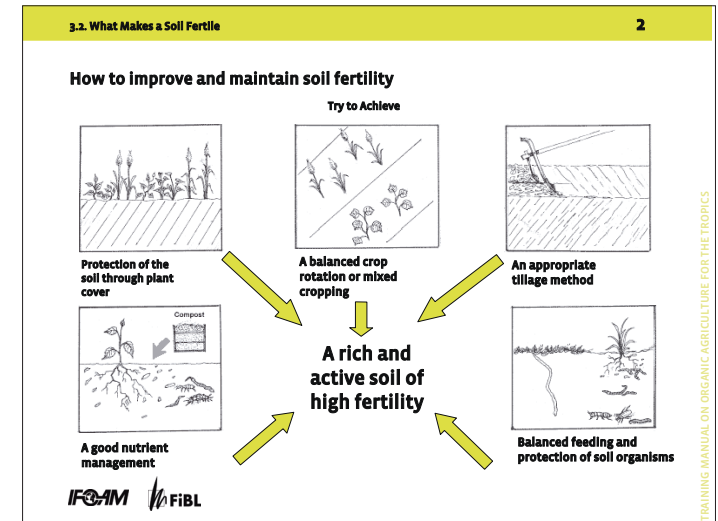 3.2. What Makes a Soil Fertile
2
How to improve and maintain soil fertility
Try to Achieve
Protection of the
soil through plant
cover
A balanced crop
rotation or mixed
cropping
An appropriate
tillage method
Compost
A rich and
active soil of
high fertility
A good nutrient
management
Balanced feeding and
protection of soil organisms
IFOAM
FiBL
TRAINING MANUAL ON ORGANIC AGRICULTURE FOR THE TROPICS